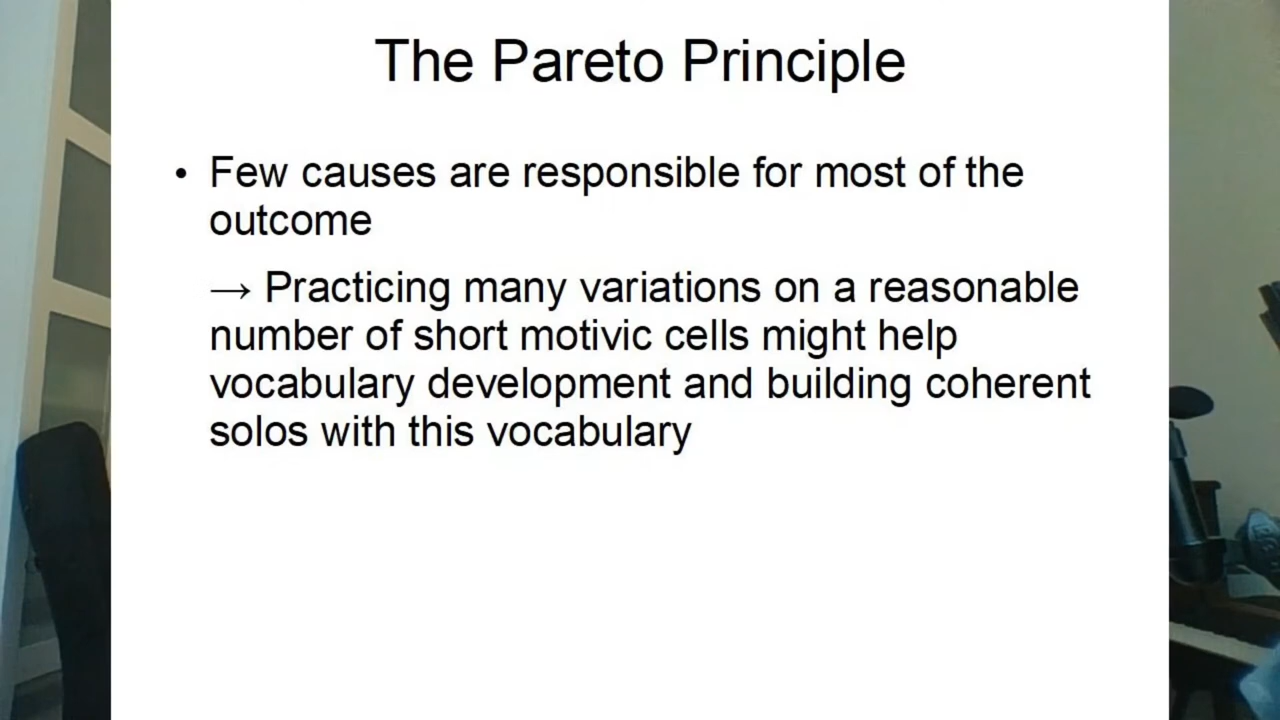 The Pareto Principle
• Few causes are responsible for most of the
outcome
→ Practicing many variations on a reasonable
number of short motivic cells might help
vocabulary development and building coherent
solos with this vocabulary